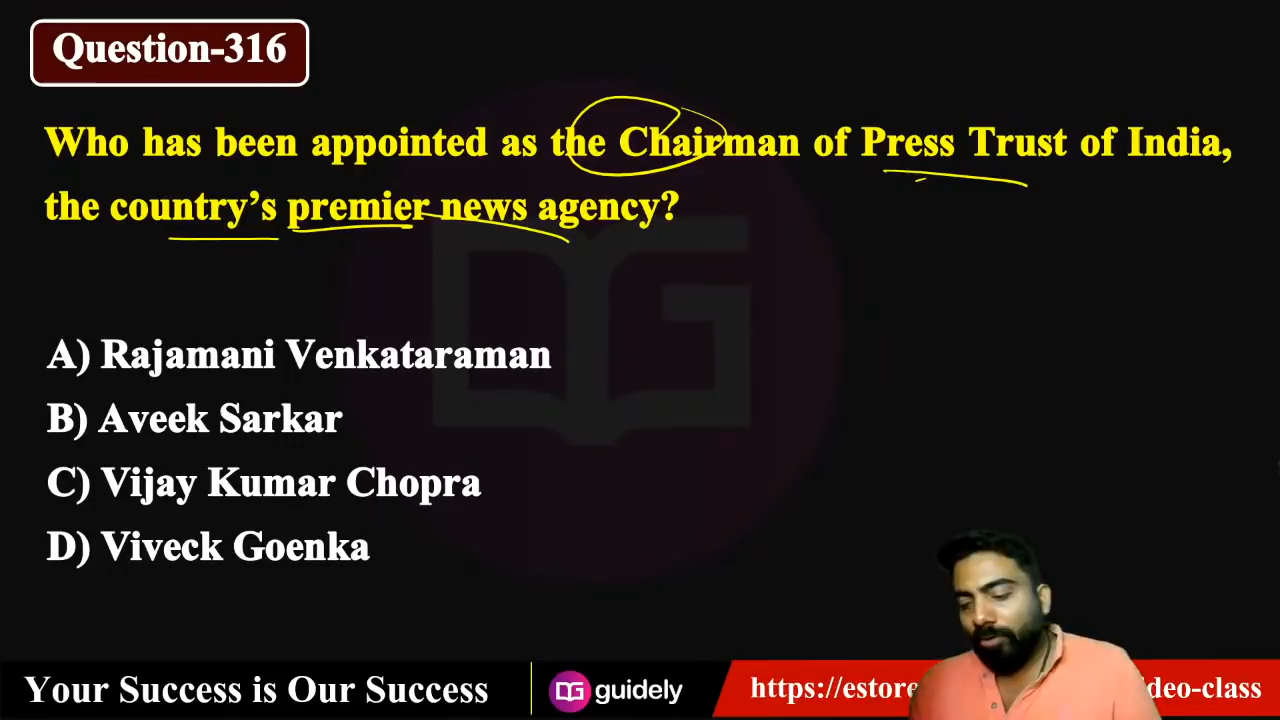 Question-316
Who has been appointed as the Chairman of Press Trust of India,
the country's premier news agency?
A) Rajamani Venkataraman
B) Aveek Sarkar
C) Vijay Kumar Chopra
D) Viveck Goenka
Your Success is Our Success
guidely
https://estore
deo-class